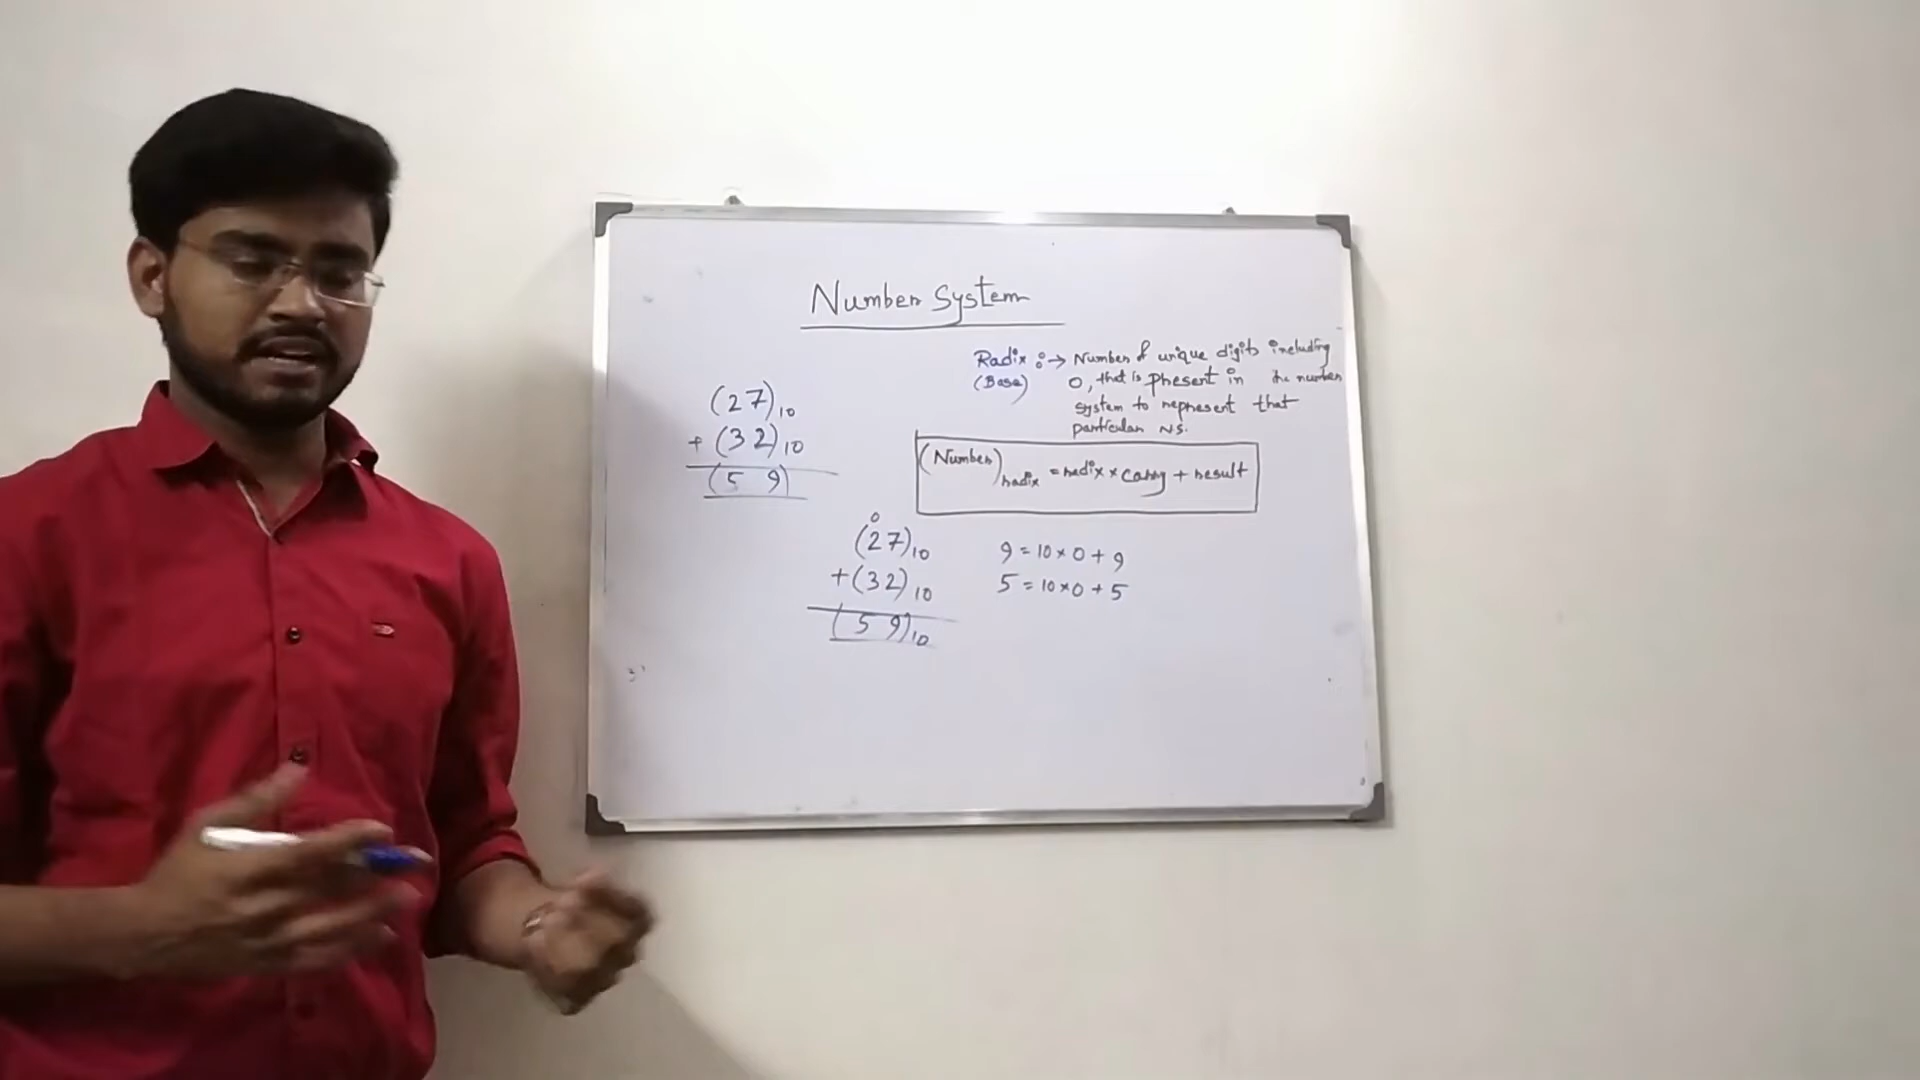 Number System
Radix :→ Number of unique digits including
(Base) 0, that is present in the number
system to represent that
particular NS.
(27)10
+ (32)10
(5 9)
(Number)radix = radix × Carry + result
0
(27)10
+(32)10
(5 9)10
9 = 10 × 0 + 9
5 = 10 × 0 + 5